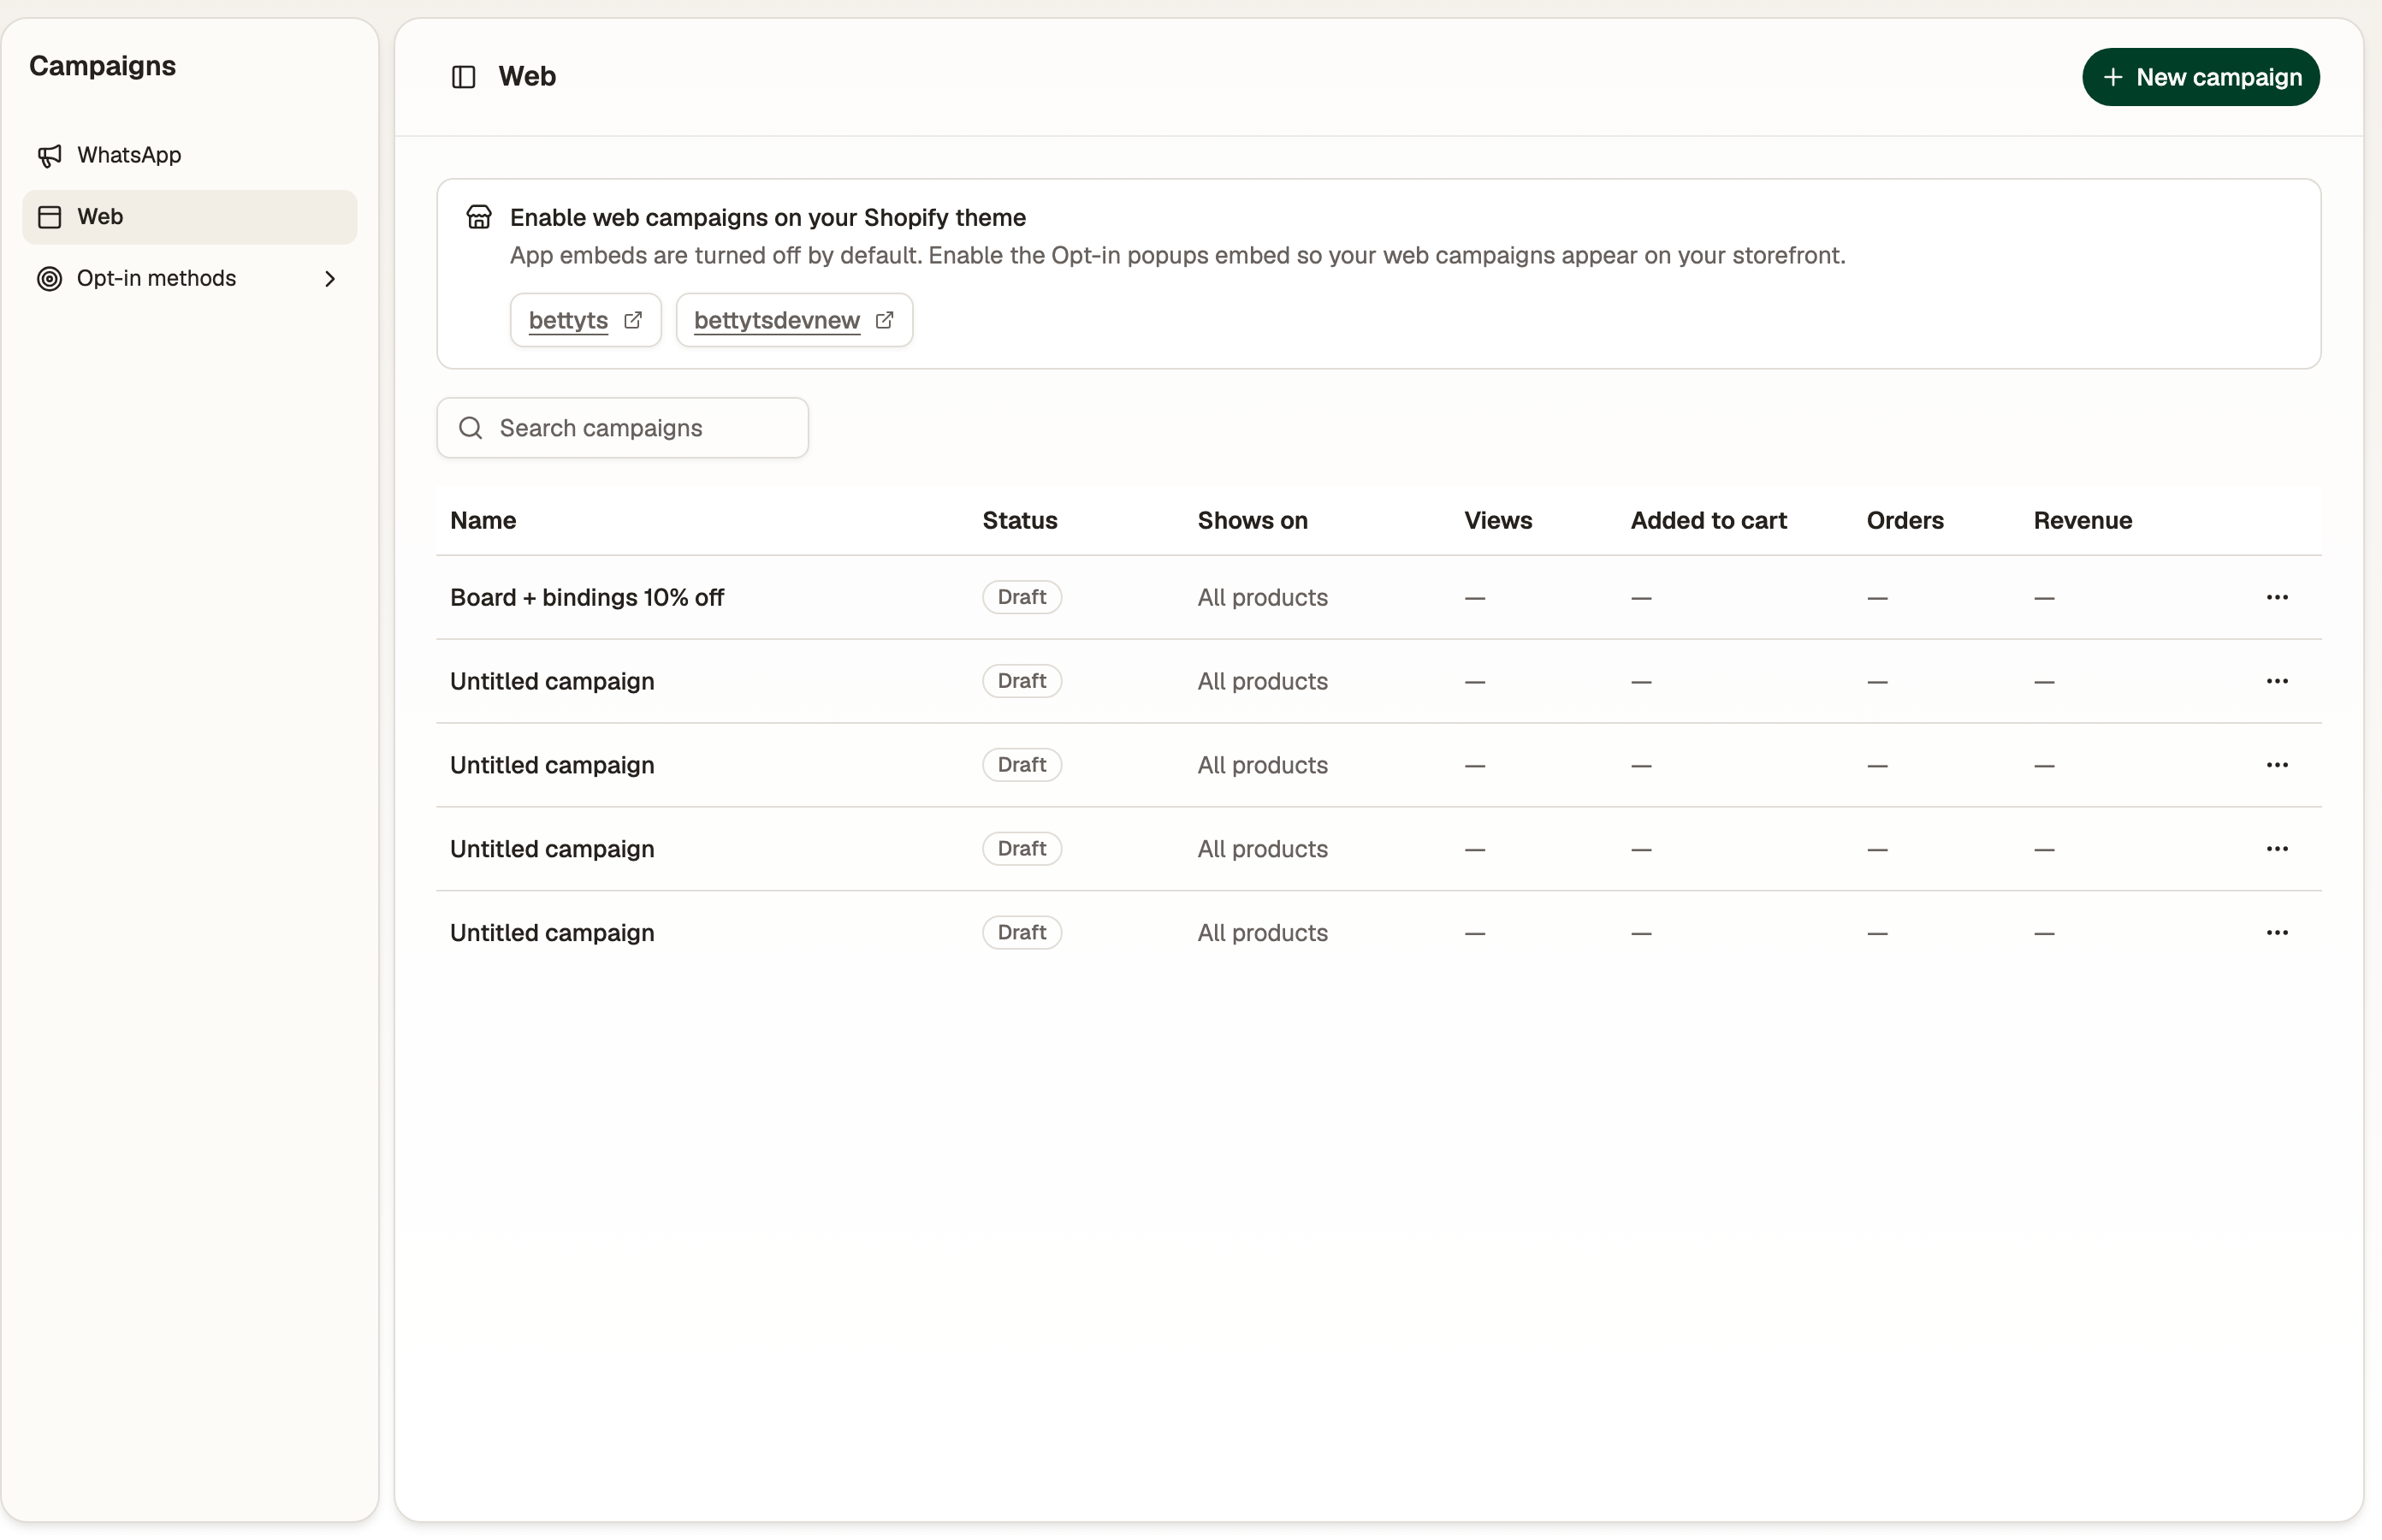 Campaigns
WhatsApp
Web
Opt-in methods
Web
New campaign
Enable web campaigns on your Shopify theme
App embeds are turned off by default. Enable the Opt-in popups embed so your web campaigns appear on your storefront.
bettyts bettytsdevnew
Search campaigns
Name Status Shows on Views Added to cart Orders Revenue
Board + bindings 10% off Draft All products — — — —
Untitled campaign Draft All products — — — —
Untitled campaign Draft All products — — — —
Untitled campaign Draft All products — — — —
Untitled campaign Draft All products — — — —